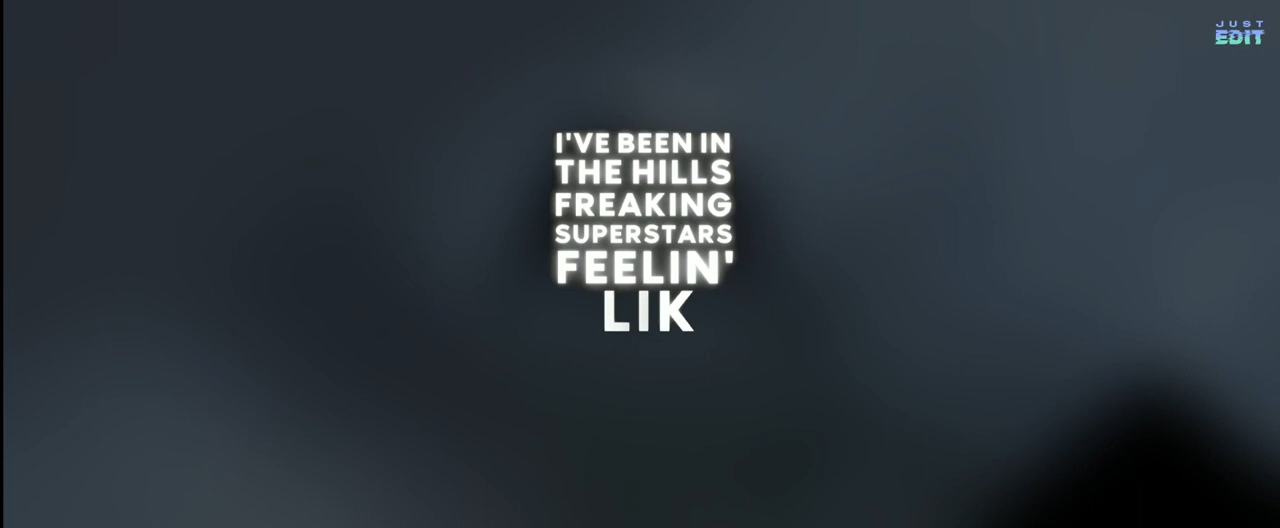 JUST
EDIT
I'VE BEEN IN
THE HILLS
FREAKING
SUPERSTARS
FEELIN'
LIK